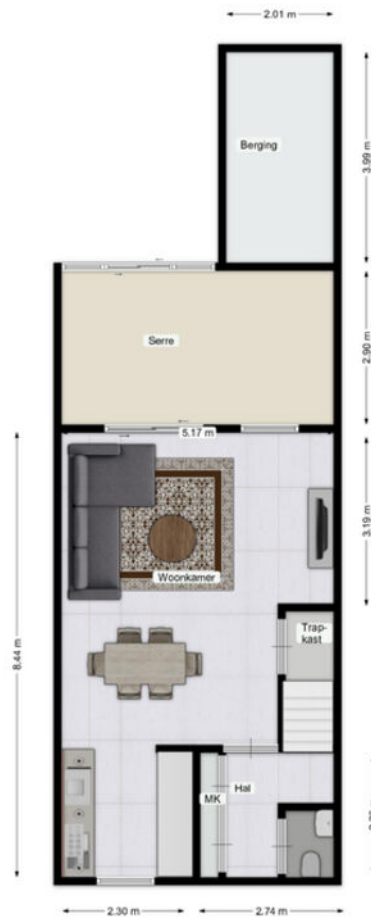 2.01 m
Berging
3.99 m
Serre
2.90 m
5.17 m
3.19 m
Woonkamer
8.44 m
Trap-
kast
Hal
MK
2.30 m
2.74 m